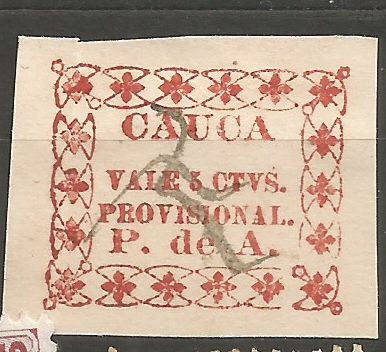 CAUCA
VALE 5 CTVS.
PROVISIONAL.
P. de A.